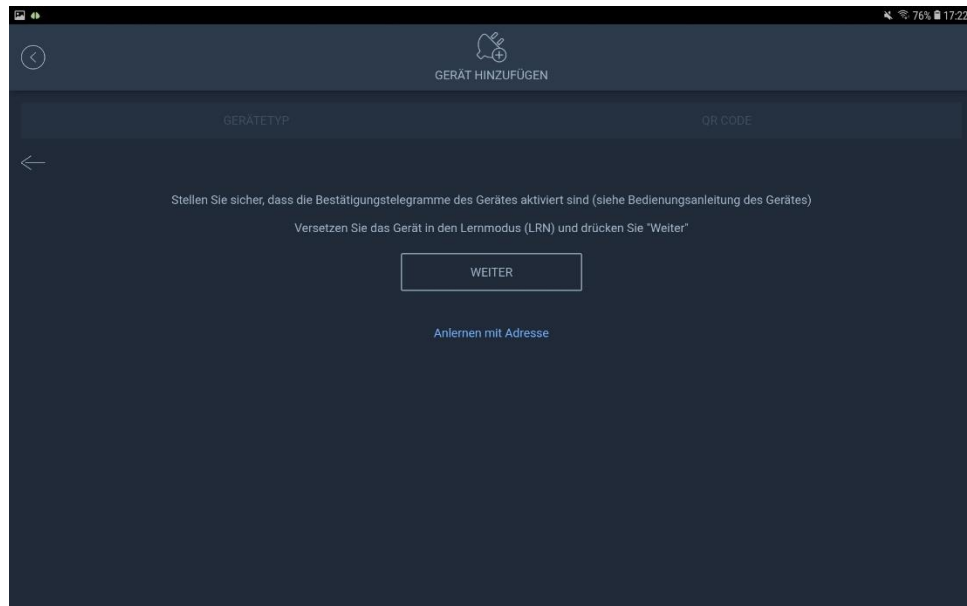 76% 17:22
GERÄT HINZUFÜGEN
GERÄTETYP
QR CODE
Stellen Sie sicher, dass die Bestätigungstelegramme des Gerätes aktiviert sind (siehe Bedienungsanleitung des Gerätes)
Versetzen Sie das Gerät in den Lernmodus (LRN) und drücken Sie "Weiter"
WEITER
Anlernen mit Adresse